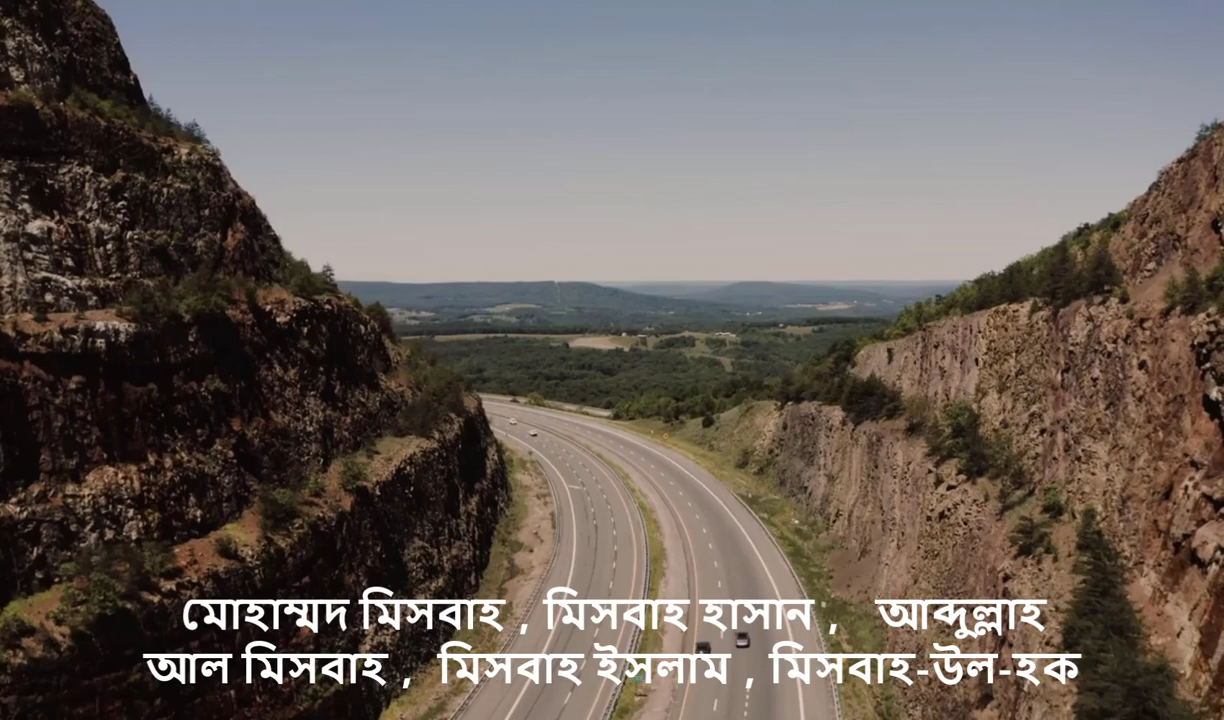 মোহাম্মদ মিসবাহ , মিসবাহ হাসান ,   আব্দুল্লাহ
আল মিসবাহ ,   মিসবাহ ইসলাম , মিসবাহ-উল-হক